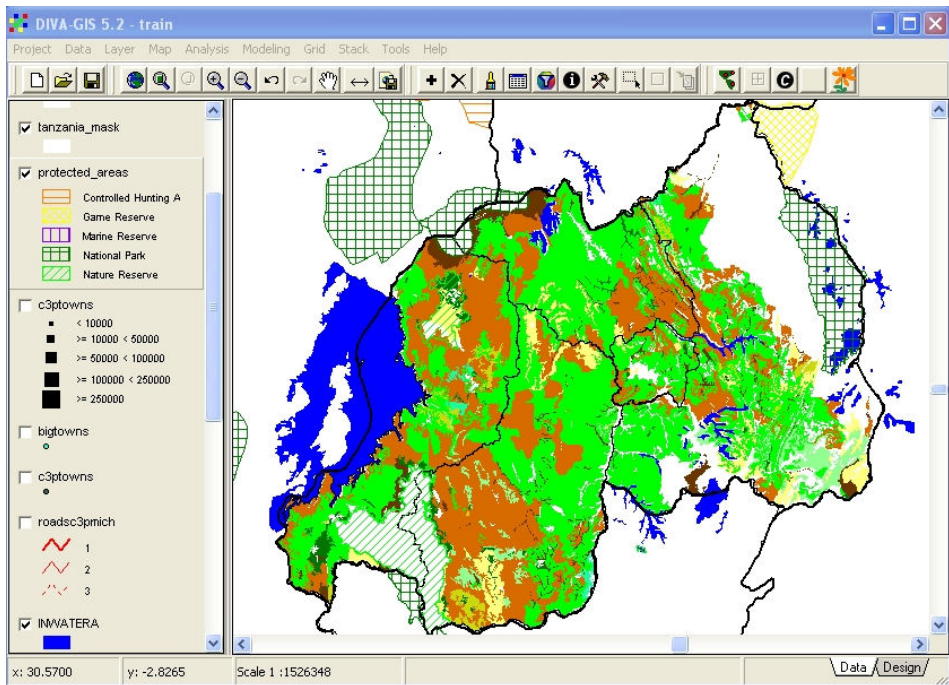 DIVA-GIS 5.2 - train
Project Data Layer Map Analysis Modeling Grid Stack Tools Help
tanzania_mask
protected_areas
Controlled Hunting A
Game Reserve
Marine Reserve
National Park
Nature Reserve
c3ptowns
< 10000
>= 10000 < 50000
>= 50000 < 100000
>= 100000 < 250000
>= 250000
bigtowns
c3ptowns
roadsc3pmich
1
2
3
INWATERA
x: 30.5700 y: -2.8265 Scale 1 :1526348 Data Design